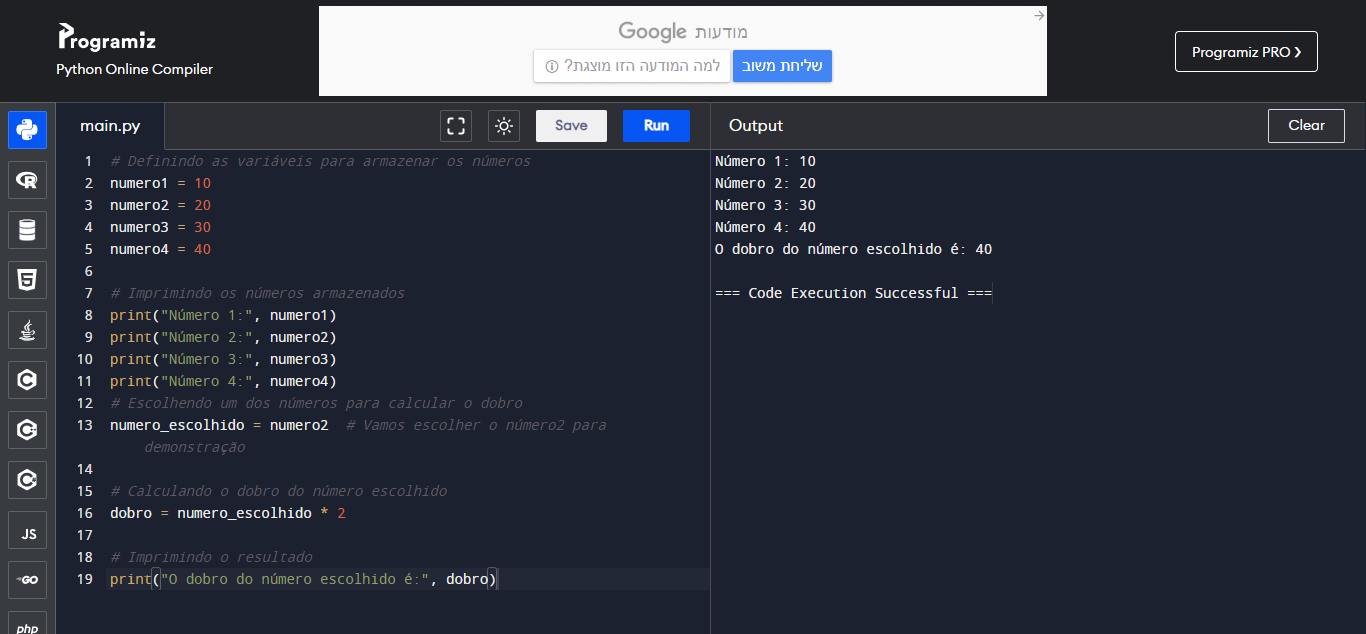 Programiz
Python Online Compiler
מודעות Google
שליחת משוב
למה המודעה הזו מוצגת?
Programiz PRO
main.py
Save
Run
Output
Clear
1 # Definindo as variáveis para armazenar os números
2 numero1 = 10
3 numero2 = 20
4 numero3 = 30
5 numero4 = 40
6
7 # Imprimindo os números armazenados
8 print("Número 1:", numero1)
9 print("Número 2:", numero2)
10 print("Número 3:", numero3)
11 print("Número 4:", numero4)
12 # Escolhendo um dos números para calcular o dobro
13 numero_escolhido = numero2  # Vamos escolher o número2 para
demonstração
14
15 # Calculando o dobro do número escolhido
16 dobro = numero_escolhido * 2
17
18 # Imprimindo o resultado
19 print("O dobro do número escolhido é:", dobro)
Número 1: 10
Número 2: 20
Número 3: 30
Número 4: 40
O dobro do número escolhido é: 40
=== Code Execution Successful ===
R
5
C
C
C
JS
GO
php